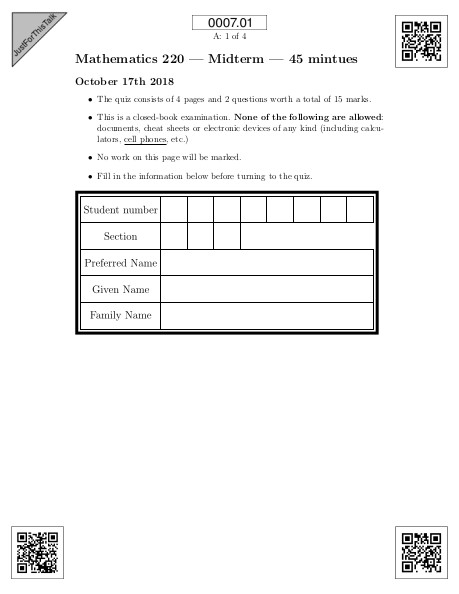 JustForThisTalk
0007.01
A: 1 of 4
Mathematics 220 — Midterm — 45 mintues
October 17th 2018
• The quiz consists of 4 pages and 2 questions worth a total of 15 marks.
• This is a closed-book examination. None of the following are allowed:
documents, cheat sheets or electronic devices of any kind (including calcu-
lators, cell phones, etc.)
• No work on this page will be marked.
• Fill in the information below before turning to the quiz.
Student number
Section
Preferred Name
Given Name
Family Name